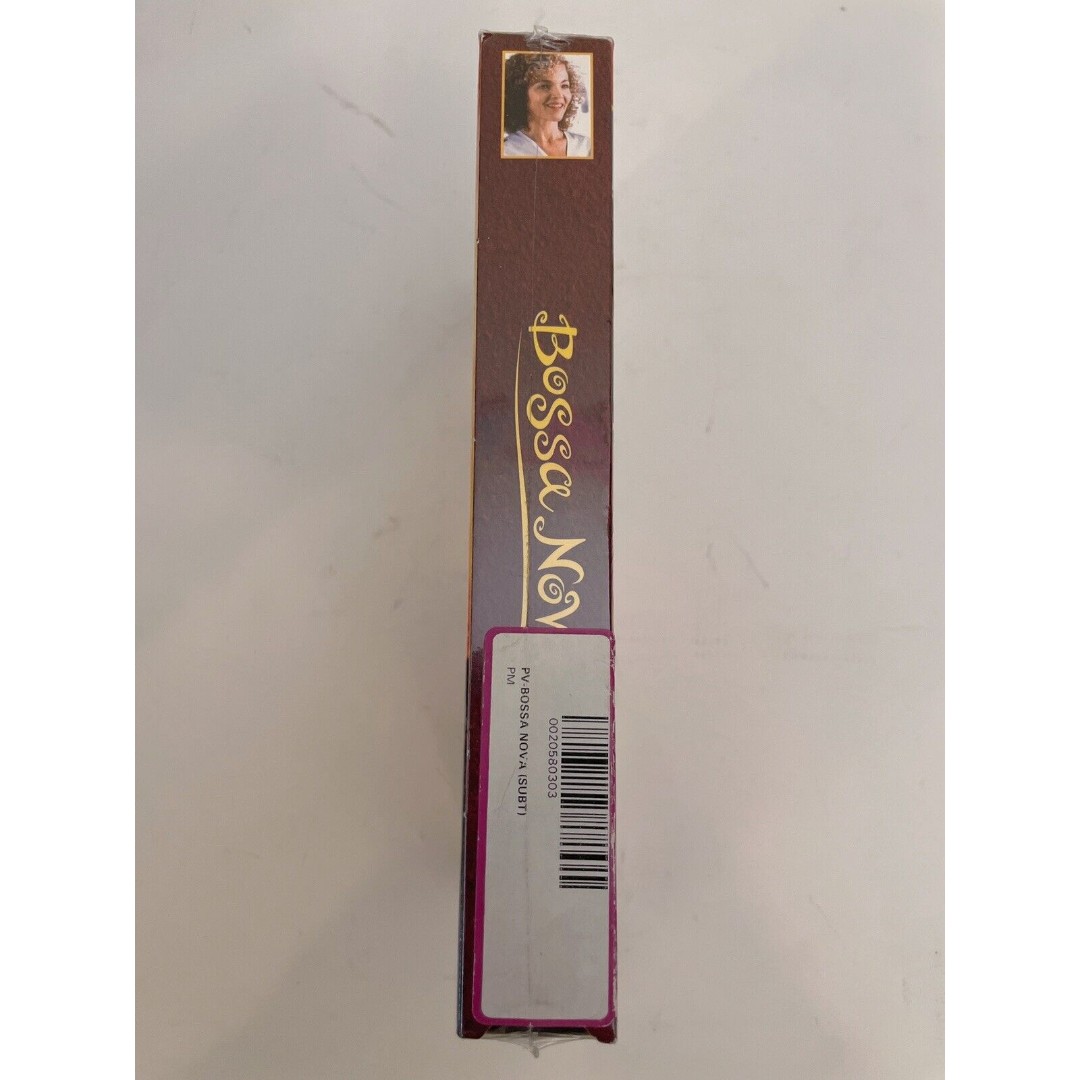 Bossa Nov
PV-BOSSA NOVA (SUBT)
PM
0020580303